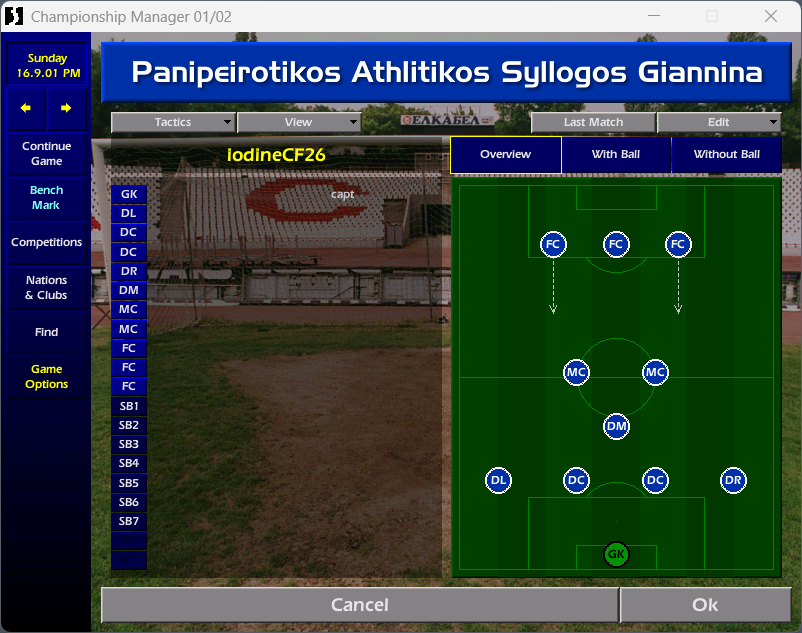 Championship Manager 01/02
Sunday
16.9.01 PM
Continue
Game
Bench
Mark
Competitions
Nations
& Clubs
Find
Game
Options
Panipeirotikos Athlitikos Syllogos Giannina
Tactics
View
ΕΛΚΑΒΕΛ
Last Match
Edit
iodineCF26
Overview
With Ball
Without Ball
GK capt
DL
DC
DC
DR
DM
MC
MC
FC
FC
FC
SB1
SB2
SB3
SB4
SB5
SB6
SB7
FC FC FC
MC MC
DM
DL DC DC DR
GK
Cancel
Ok